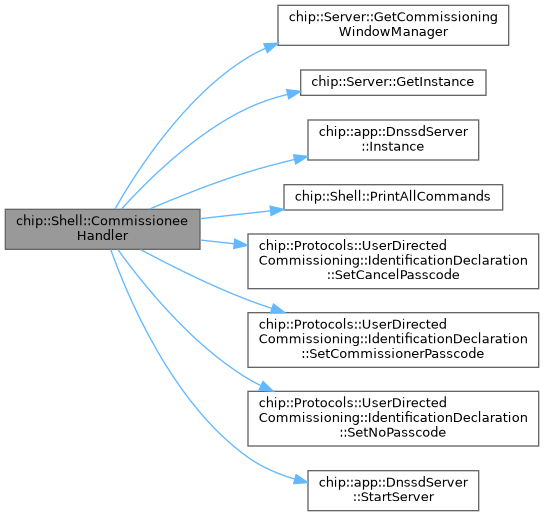 chip::Shell::Commissionee
Handler
chip::Server::GetCommissioning
WindowManager
chip::Server::GetInstance
chip::app::DnssdServer
::Instance
chip::Shell::PrintAllCommands
chip::Protocols::UserDirected
Commissioning::IdentificationDeclaration
::SetCancelPasscode
chip::Protocols::UserDirected
Commissioning::IdentificationDeclaration
::SetCommissionerPasscode
chip::Protocols::UserDirected
Commissioning::IdentificationDeclaration
::SetNoPasscode
chip::app::DnssdServer
::StartServer